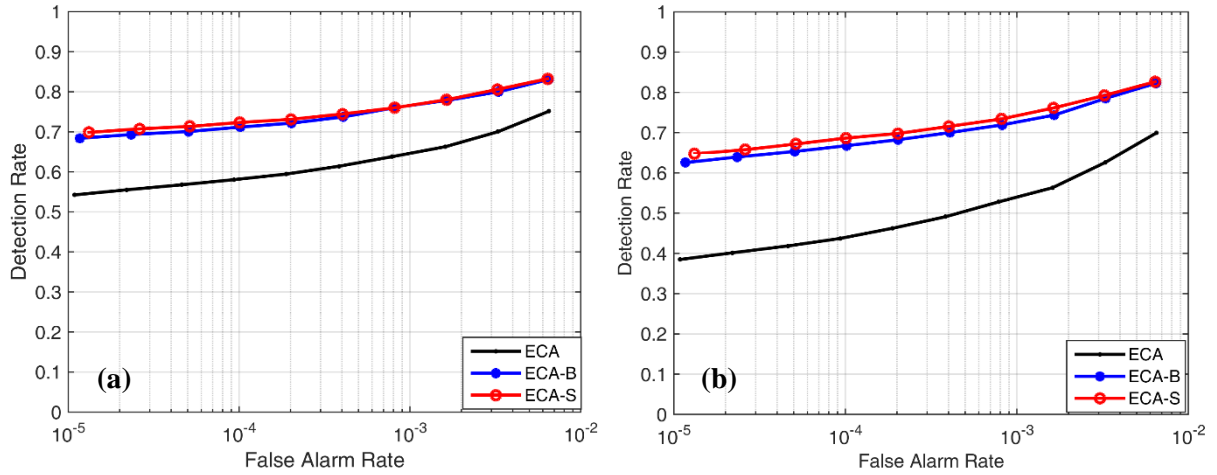 1
0.9
0.8
0.7
0.6
0.5
0.4
0.3
0.2
0.1
0
Detection Rate
10^-5 10^-4 10^-3 10^-2
False Alarm Rate
(a)
ECA
ECA-B
ECA-S
1
0.9
0.8
0.7
0.6
0.5
0.4
0.3
0.2
0.1
0
Detection Rate
10^-5 10^-4 10^-3 10^-2
False Alarm Rate
(b)
ECA
ECA-B
ECA-S